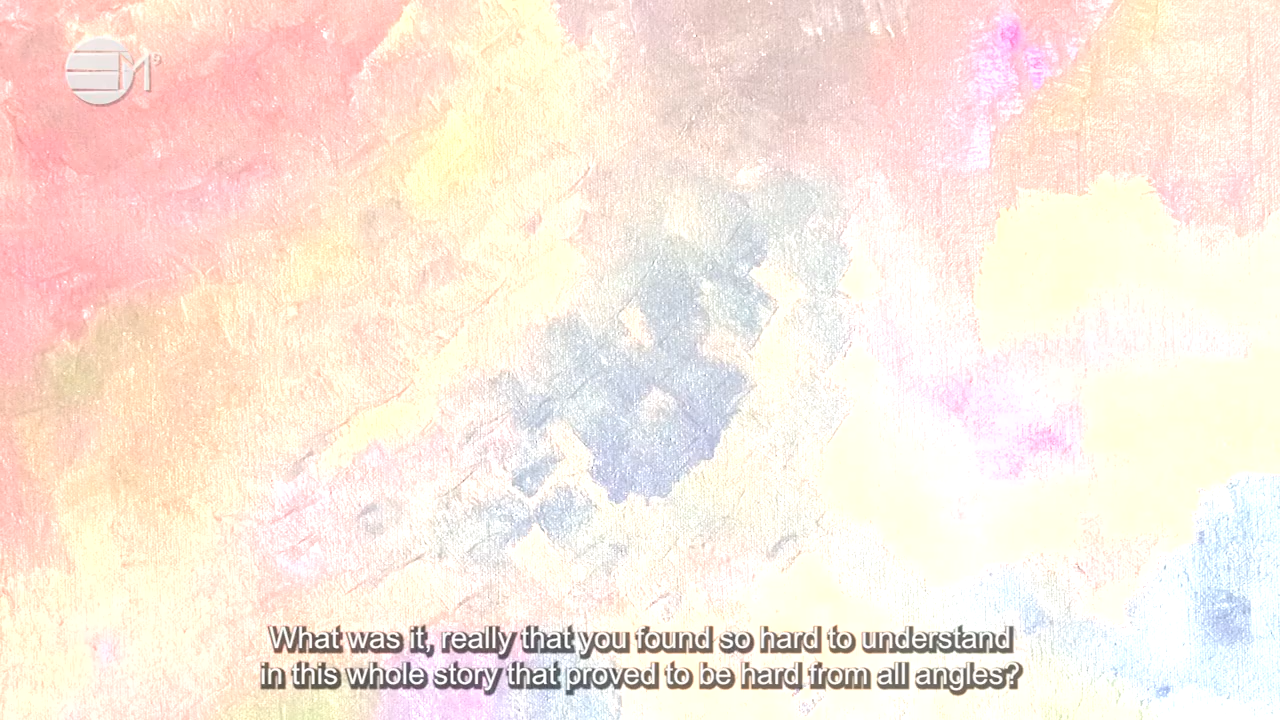 EM9
What was it, really that you found so hard to understand
in this whole story that proved to be hard from all angles?